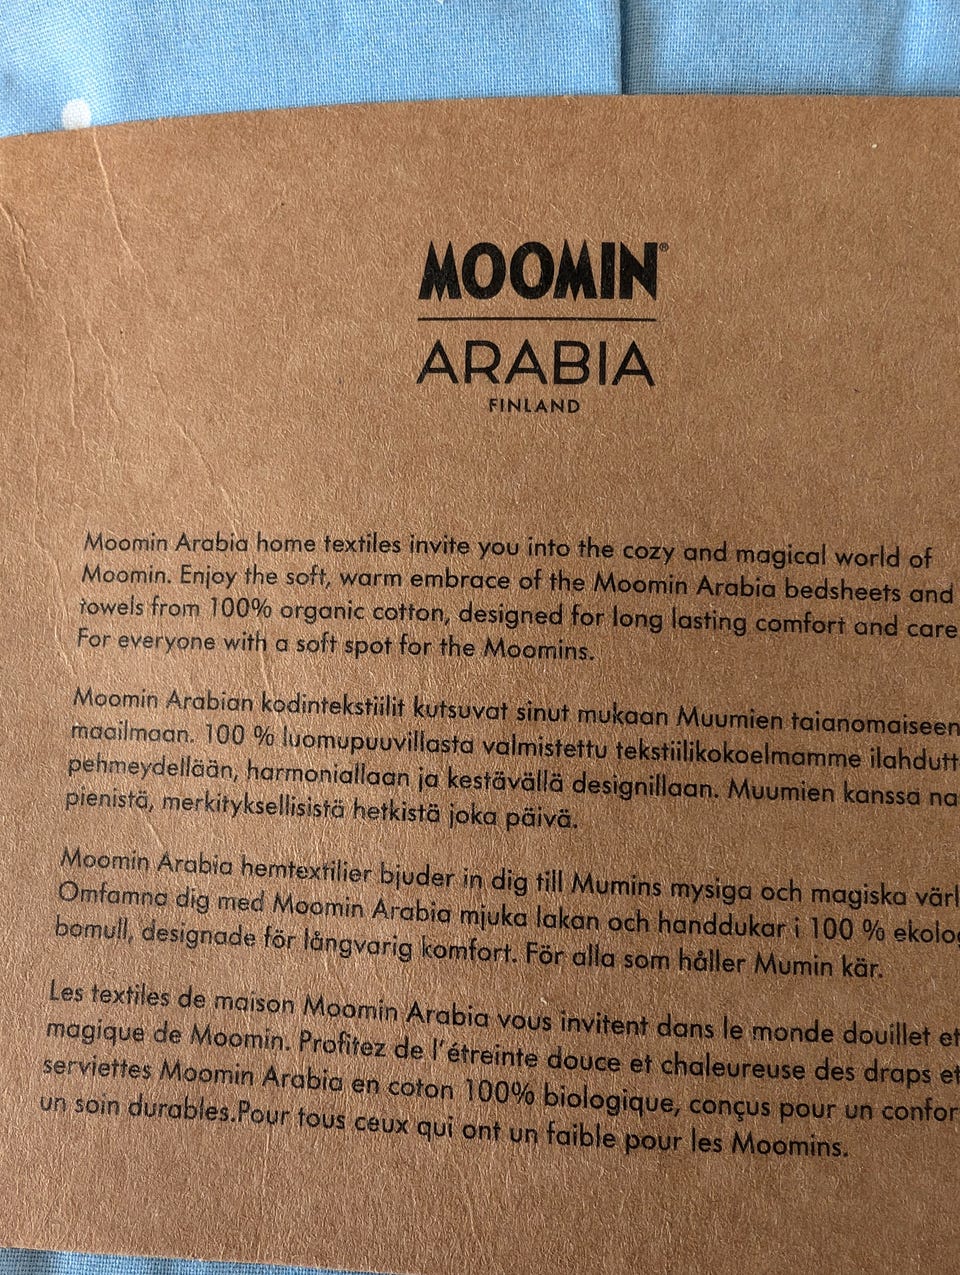 MOOMIN®
ARABIA
FINLAND
Moomin Arabia home textiles invite you into the cozy and magical world of
Moomin. Enjoy the soft, warm embrace of the Moomin Arabia bedsheets and
towels from 100% organic cotton, designed for long lasting comfort and care
For everyone with a soft spot for the Moomins.
Moomin Arabian kodintekstiilit kutsuvat sinut mukaan Muumien taianomaiseen
maailmaan. 100 % luomupuuvillasta valmistettu tekstiilikokoelmamme ilahdutt
pehmeydellään, harmoniallaan ja kestävällä designillaan. Muumien kanssa na
pienistä, merkityksellisistä hetkistä joka päivä.
Moomin Arabia hemtextilier bjuder in dig till Mumins mysiga och magiska värl
Omfamna dig med Moomin Arabia mjuka lakan och handdukar i 100 % ekolog
bomull, designade för långvarig komfort. För alla som håller Mumin kär.
Les textiles de maison Moomin Arabia vous invitent dans le monde douillet et
magique de Moomin. Profitez de l'étreinte douce et chaleureuse des draps et
serviettes Moomin Arabia en coton 100% biologique, conçus pour un confor
un soin durables.Pour tous ceux qui ont un faible pour les Moomins.